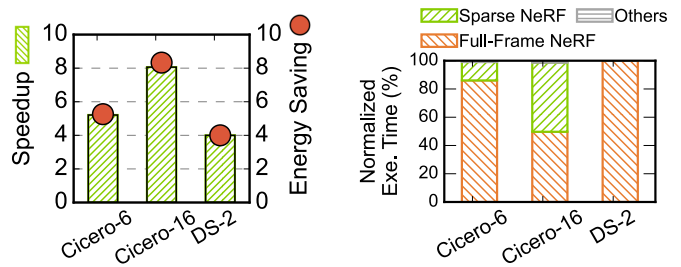 Speedup
10
8
6
4
2
0
10
8
6
4
2
0
Energy Saving
Cicero-6
Cicero-16
DS-2
Sparse NeRF
Others
Full-Frame NeRF
Normalized
Exe. Time (%)
100
80
60
40
20
0
Cicero-6
Cicero-16
DS-2